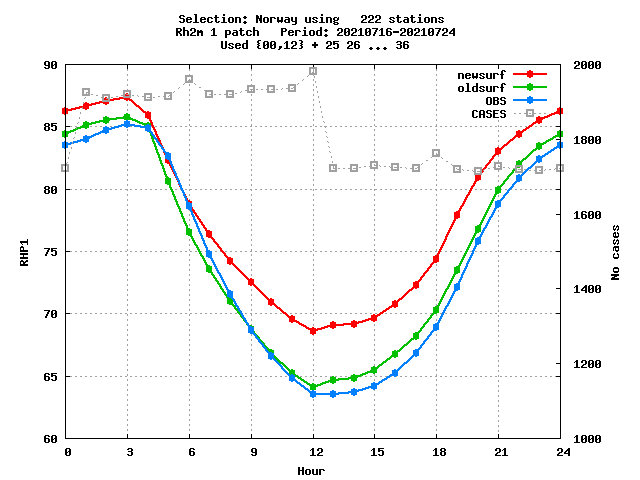 Selection: Norway using   222 stations
Rh2m 1 patch   Period: 20210716-20210724
Used {00,12} + 25 26 ... 36
90
85
80
75
70
65
60
2000
1800
1600
1400
1200
1000
newsurf
oldsurf
OBS
CASES
RHP1
No cases
0 3 6 9 12 15 18 21 24
Hour